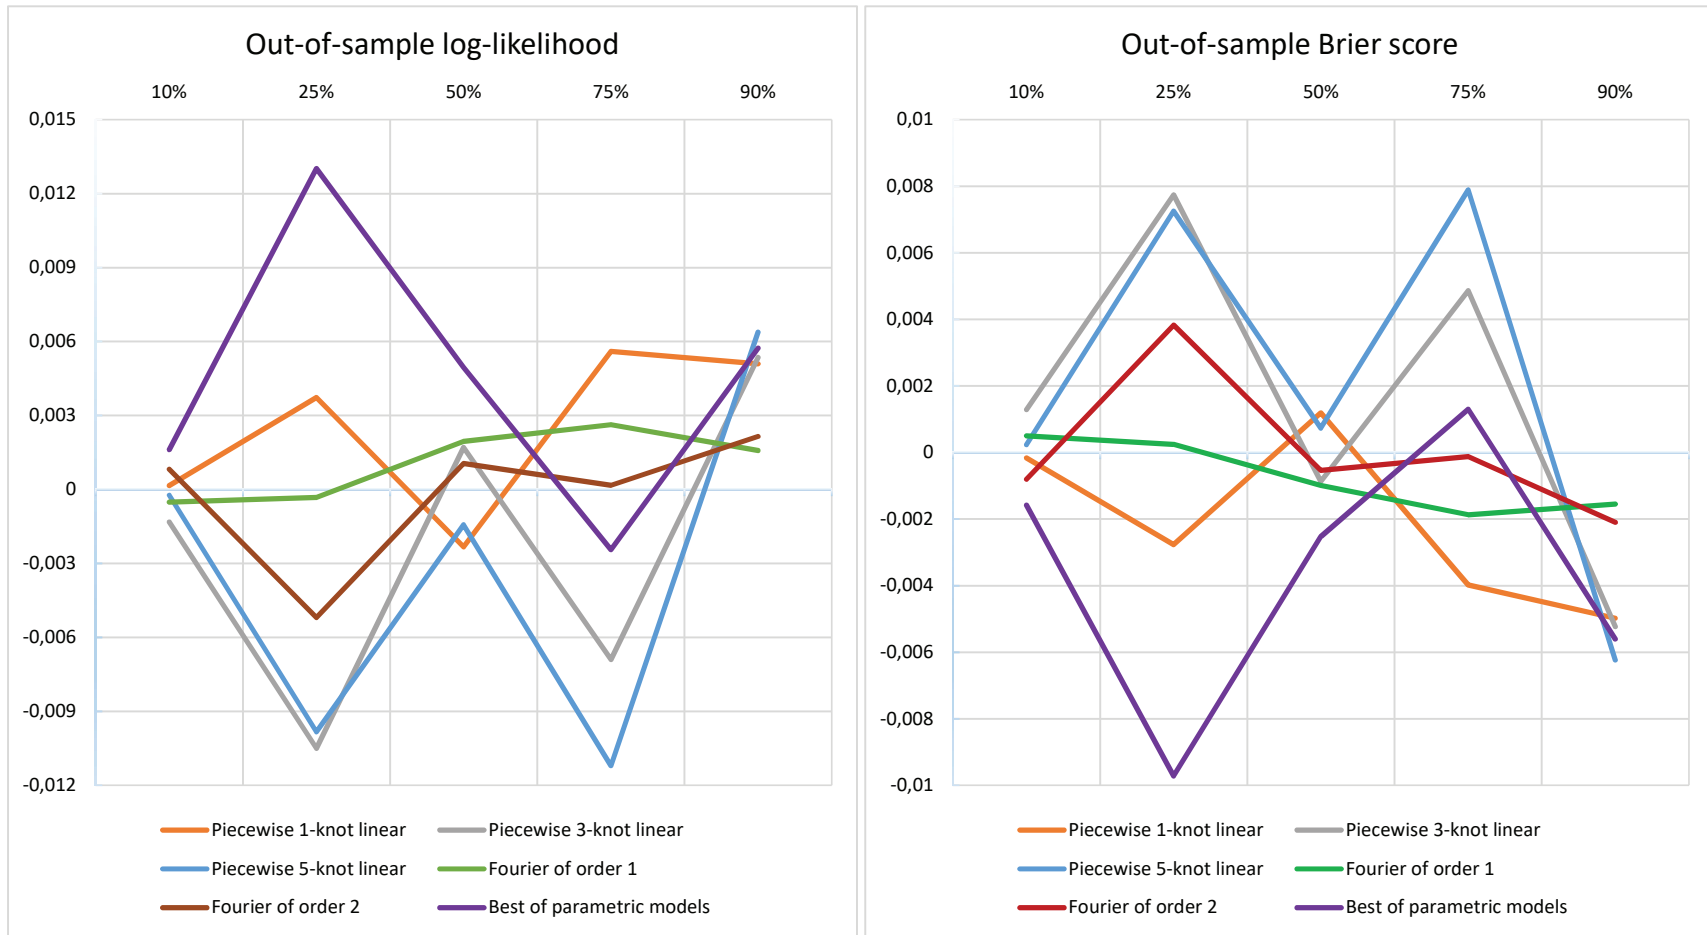 Out-of-sample log-likelihood
10% 25% 50% 75% 90%
0,015
0,012
0,009
0,006
0,003
0
-0,003
-0,006
-0,009
-0,012
Piecewise 1-knot linear Piecewise 3-knot linear
Piecewise 5-knot linear Fourier of order 1
Fourier of order 2 Best of parametric models
Out-of-sample Brier score
10% 25% 50% 75% 90%
0,01
0,008
0,006
0,004
0,002
0
-0,002
-0,004
-0,006
-0,008
-0,01
Piecewise 1-knot linear Piecewise 3-knot linear
Piecewise 5-knot linear Fourier of order 1
Fourier of order 2 Best of parametric models